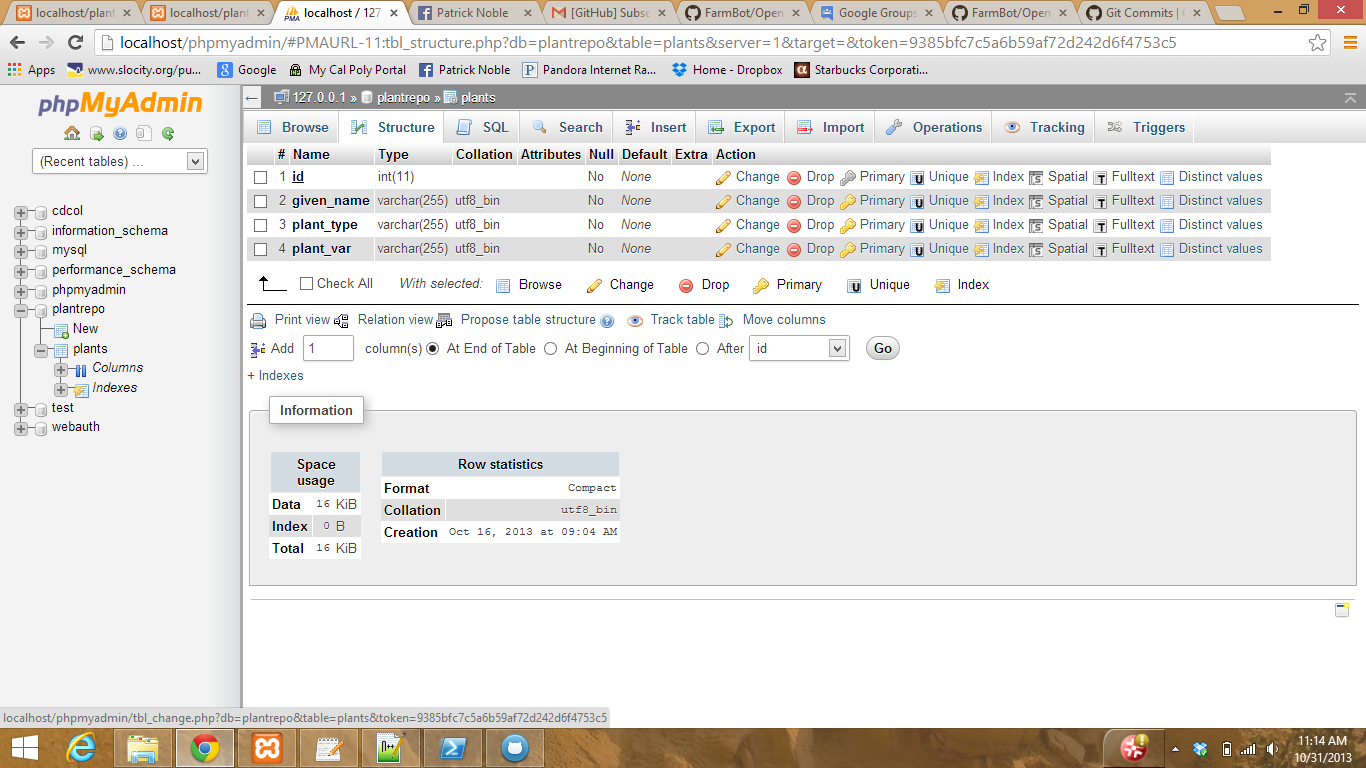 localhost/plant
localhost/plant
localhost / 127
Patrick Noble
[GitHub] Subsc
FarmBot/Open
Google Groups
FarmBot/Open
Git Commits |
localhost/phpmyadmin/#PMAURL-11:tbl_structure.php?db=plantrepo&table=plants&server=1&target=&token=9385bfc7c5a6b59af72d242d6f4753c5
Apps www.slocity.org/pu... Google My Cal Poly Portal Patrick Noble Pandora Internet Ra... Home - Dropbox Starbucks Corporati...
phpMyAdmin
(Recent tables) ...
cdcol
information_schema
mysql
performance_schema
phpmyadmin
plantrepo
New
plants
Columns
Indexes
test
webauth
127.0.0.1 » plantrepo » plants
Browse Structure SQL Search Insert Export Import Operations Tracking Triggers
# Name Type Collation Attributes Null Default Extra Action
1 id int(11) No None Change Drop Primary Unique Index Spatial Fulltext Distinct values
2 given_name varchar(255) utf8_bin No None Change Drop Primary Unique Index Spatial Fulltext Distinct values
3 plant_type varchar(255) utf8_bin No None Change Drop Primary Unique Index Spatial Fulltext Distinct values
4 plant_var varchar(255) utf8_bin No None Change Drop Primary Unique Index Spatial Fulltext Distinct values
Check All With selected: Browse Change Drop Primary Unique Index
Print view Relation view Propose table structure Track table Move columns
Add 1 column(s) At End of Table At Beginning of Table After id Go
+ Indexes
Information
Space usage
Data 16 KiB
Index 0 B
Total 16 KiB
Row statistics
Format Compact
Collation utf8_bin
Creation Oct 16, 2013 at 09:04 AM
localhost/phpmyadmin/tbl_change.php?db=plantrepo&table=plants&token=9385bfc7c5a6b59af72d242d6f4753c5
11:14 AM
10/31/2013